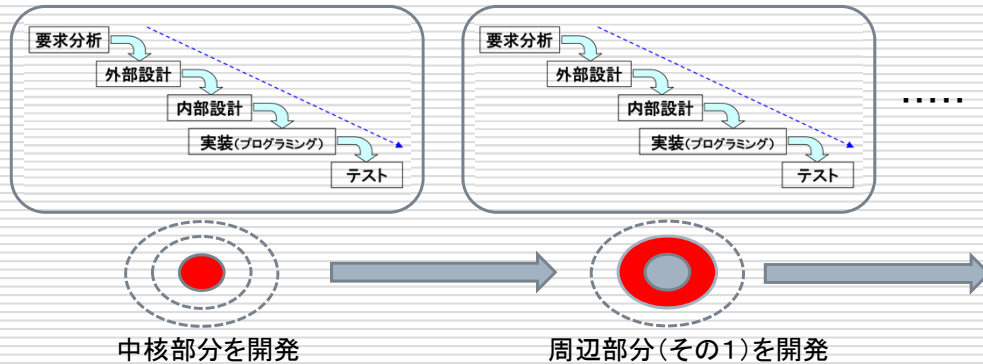 要求分析
外部設計
内部設計
実装(プログラミング)
テスト
要求分析
外部設計
内部設計
実装(プログラミング)
テスト
.....
中核部分を開発
周辺部分(その1)を開発